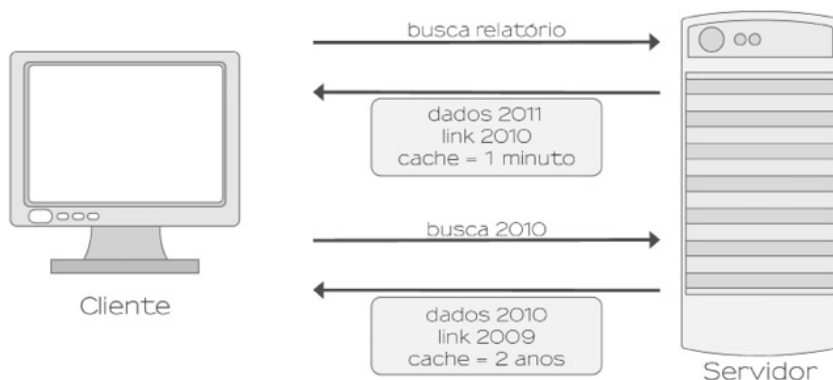 busca relatório
dados 2011
link 2010
cache = 1 minuto
busca 2010
dados 2010
link 2009
cache = 2 anos
Cliente
Servidor